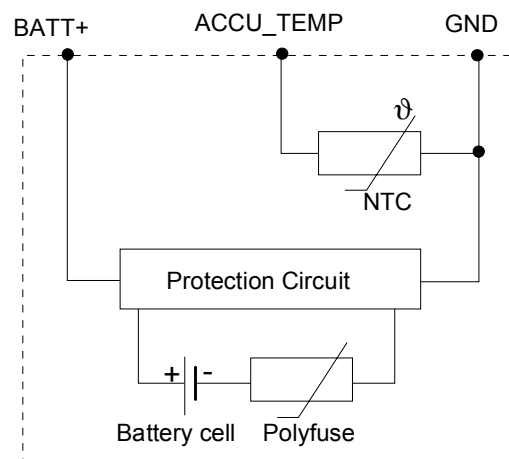 BATT+ ACCU_TEMP GND
ϑ
NTC
Protection Circuit
+ -
Battery cell Polyfuse